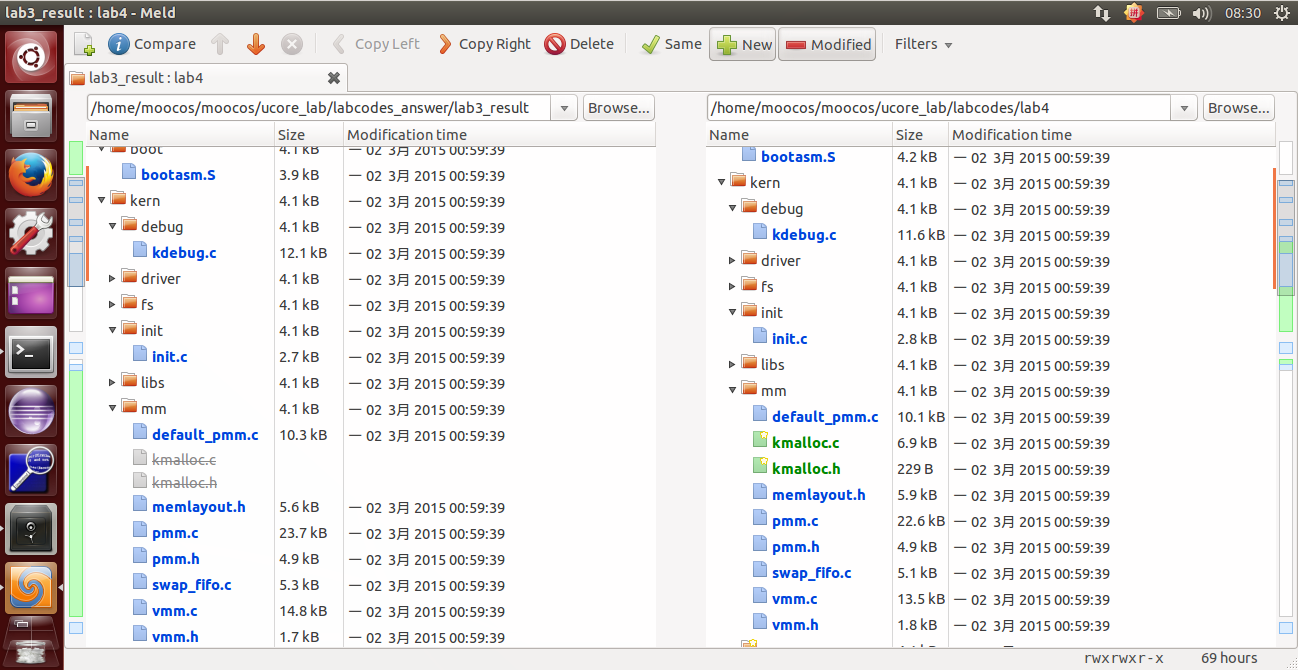 lab3_result : lab4 - Meld
08:30
Compare Copy Left Copy Right Delete Same New Modified Filters
lab3_result : lab4
/home/moocos/moocos/ucore_lab/labcodes_answer/lab3_result Browse...
/home/moocos/moocos/ucore_lab/labcodes/lab4 Browse...
Name Size Modification time
boot 4.1 kB 一 02 3月 2015 00:59:39
bootasm.S 3.9 kB 一 02 3月 2015 00:59:39
kern 4.1 kB 一 02 3月 2015 00:59:39
debug 4.1 kB 一 02 3月 2015 00:59:39
kdebug.c 12.1 kB 一 02 3月 2015 00:59:39
driver 4.1 kB 一 02 3月 2015 00:59:39
fs 4.1 kB 一 02 3月 2015 00:59:39
init 4.1 kB 一 02 3月 2015 00:59:39
init.c 2.7 kB 一 02 3月 2015 00:59:39
libs 4.1 kB 一 02 3月 2015 00:59:39
mm 4.1 kB 一 02 3月 2015 00:59:39
default_pmm.c 10.3 kB 一 02 3月 2015 00:59:39
kmalloc.c
kmalloc.h
memlayout.h 5.6 kB 一 02 3月 2015 00:59:39
pmm.c 23.7 kB 一 02 3月 2015 00:59:39
pmm.h 4.9 kB 一 02 3月 2015 00:59:39
swap_fifo.c 5.3 kB 一 02 3月 2015 00:59:39
vmm.c 14.8 kB 一 02 3月 2015 00:59:39
vmm.h 1.7 kB 一 02 3月 2015 00:59:39
Name Size Modification time
bootasm.S 4.2 kB 一 02 3月 2015 00:59:39
kern 4.1 kB 一 02 3月 2015 00:59:39
debug 4.1 kB 一 02 3月 2015 00:59:39
kdebug.c 11.6 kB 一 02 3月 2015 00:59:39
driver 4.1 kB 一 02 3月 2015 00:59:39
fs 4.1 kB 一 02 3月 2015 00:59:39
init 4.1 kB 一 02 3月 2015 00:59:39
init.c 2.8 kB 一 02 3月 2015 00:59:39
libs 4.1 kB 一 02 3月 2015 00:59:39
mm 4.1 kB 一 02 3月 2015 00:59:39
default_pmm.c 10.1 kB 一 02 3月 2015 00:59:39
kmalloc.c 6.9 kB 一 02 3月 2015 00:59:39
kmalloc.h 229 B 一 02 3月 2015 00:59:39
memlayout.h 5.9 kB 一 02 3月 2015 00:59:39
pmm.c 22.6 kB 一 02 3月 2015 00:59:39
pmm.h 4.9 kB 一 02 3月 2015 00:59:39
swap_fifo.c 5.1 kB 一 02 3月 2015 00:59:39
vmm.c 13.5 kB 一 02 3月 2015 00:59:39
vmm.h 1.8 kB 一 02 3月 2015 00:59:39
rwxrwxr-x 69 hours